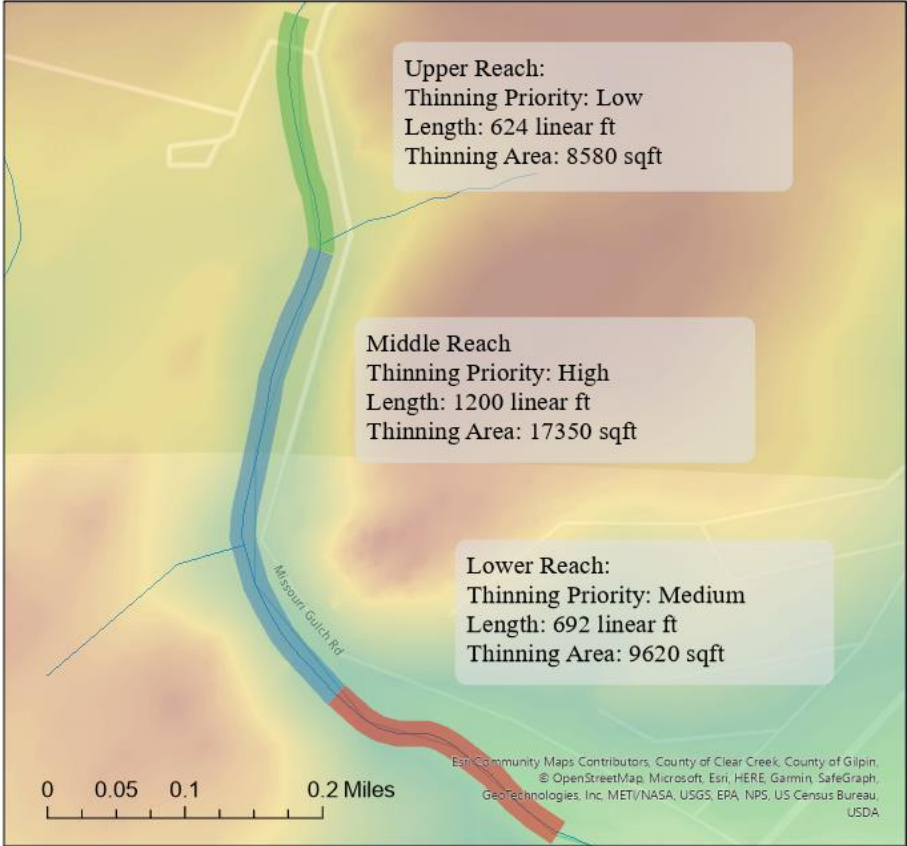 Upper Reach:
Thinning Priority: Low
Length: 624 linear ft
Thinning Area: 8580 sqft
Middle Reach
Thinning Priority: High
Length: 1200 linear ft
Thinning Area: 17350 sqft
Missouri Gulch Rd
Lower Reach:
Thinning Priority: Medium
Length: 692 linear ft
Thinning Area: 9620 sqft
0 0.05 0.1 0.2 Miles
Esri Community Maps Contributors, County of Clear Creek, County of Gilpin,
© OpenStreetMap, Microsoft, Esri, HERE, Garmin, SafeGraph,
GeoTechnologies, Inc, METI/NASA, USGS, EPA, NPS, US Census Bureau,
USDA